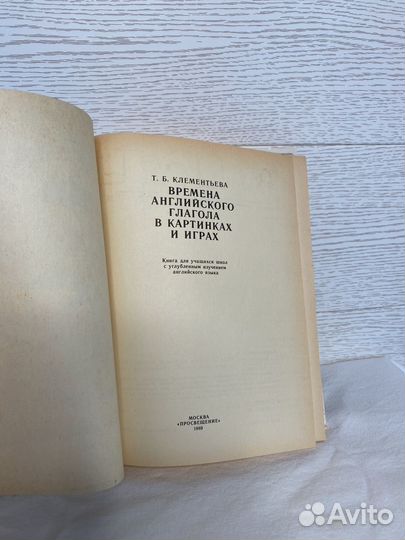 Т. Б. КЛЕМЕНТЬЕВА
ВРЕМЕНА
АНГЛИЙСКОГО
ГЛАГОЛА
В КАРТИНКАХ
И ИГРАХ
Книга для учащихся школ
с углубленным изучением
английского языка
МОСКВА
«ПРОСВЕЩЕНИЕ»
Avito